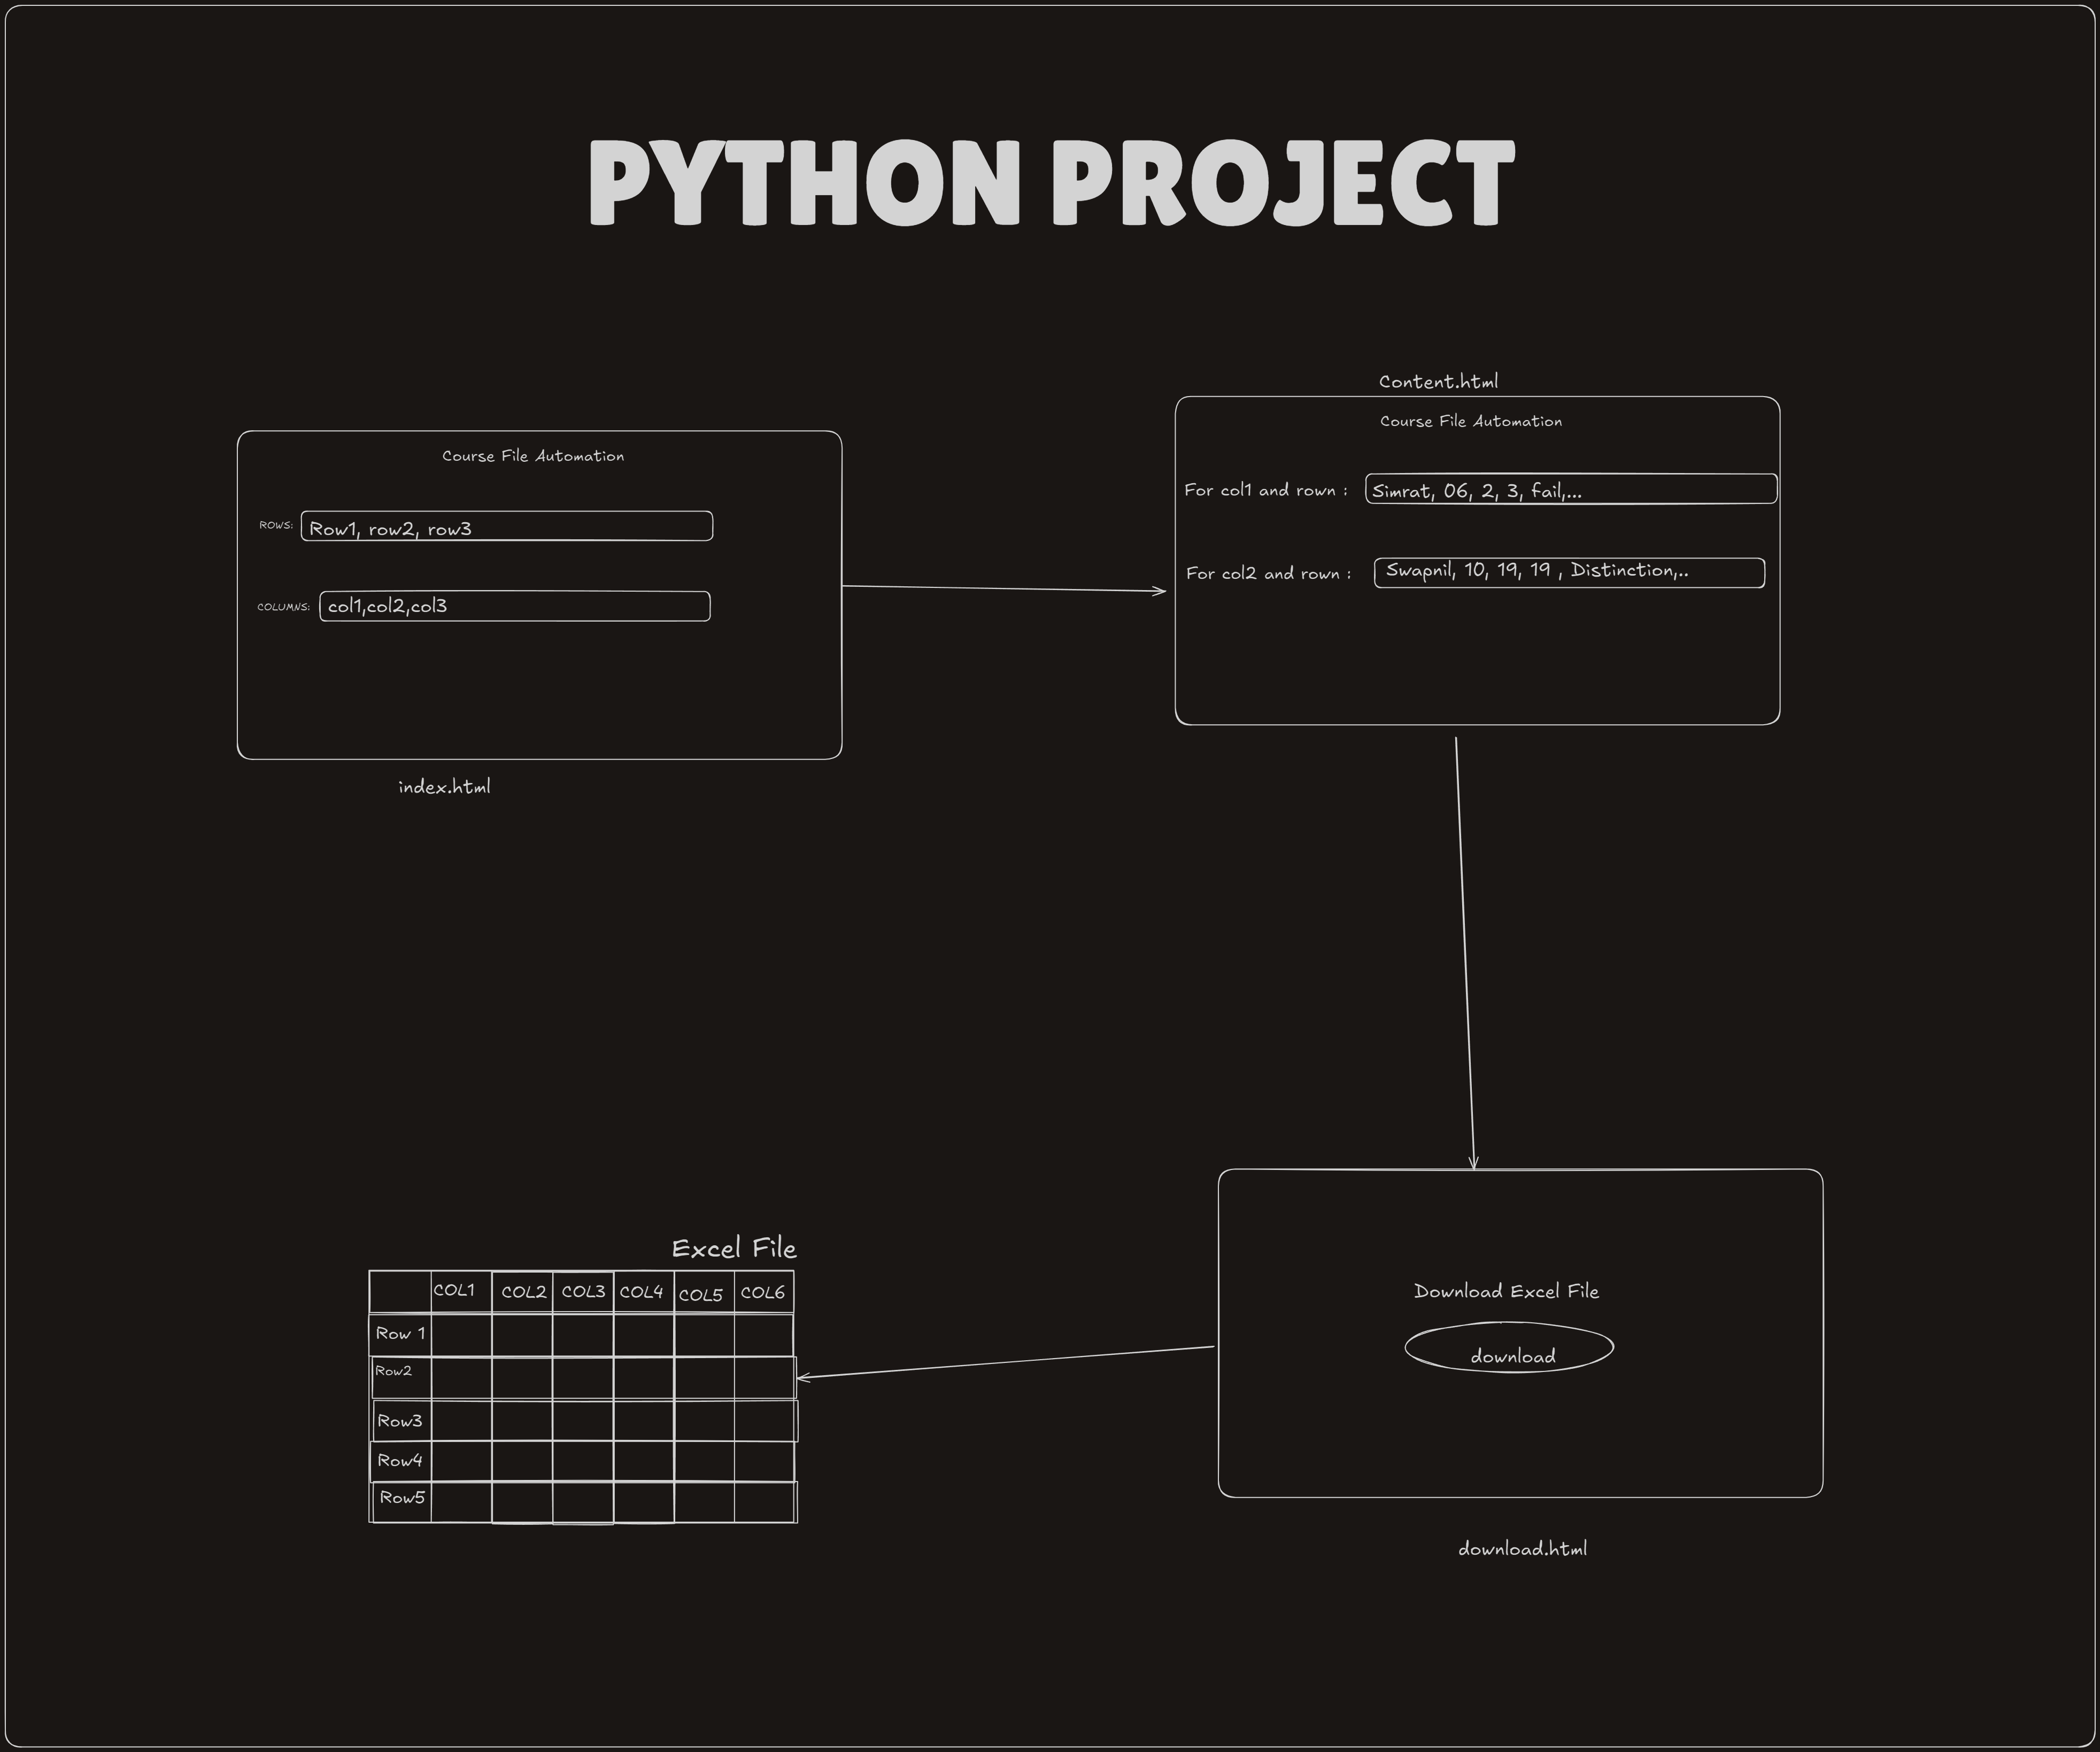 PYTHON PROJECT
Course File Automation
ROWS: Row1, row2, row3
COLUMNS: col1,col2,col3
index.html
Content.html
Course File Automation
For col1 and rown : Simrat, 06, 2, 3, fail,...
For col2 and rown : Swapnil, 10, 19, 19 , Distinction,..
Download Excel File
download
download.html
Excel File
COL1 COL2 COL3 COL4 COL5 COL6
Row 1
Row2
Row3
Row4
Row5